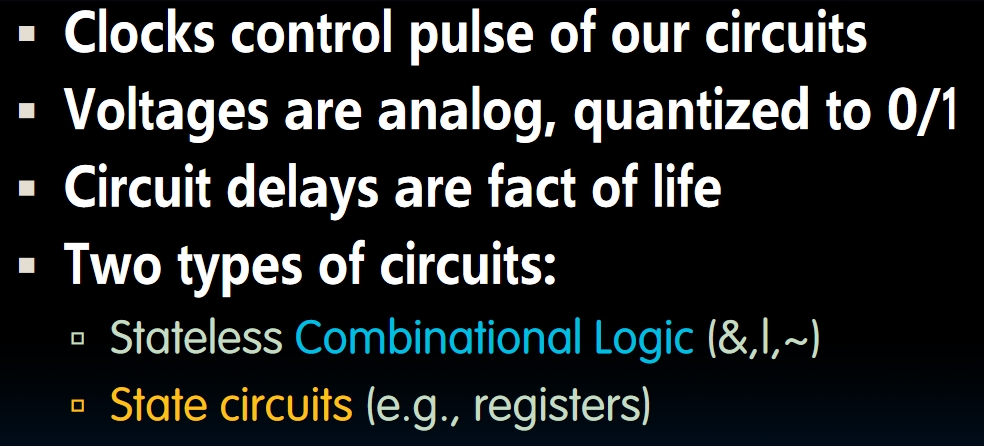 Clocks control pulse of our circuits
Voltages are analog, quantized to 0/1
Circuit delays are fact of life
Two types of circuits:
Stateless Combinational Logic (&,|,~)
State circuits (e.g., registers)